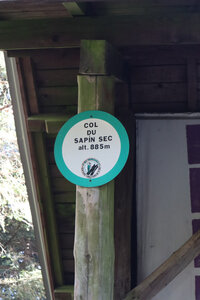 COL
DU
SAPIN SEC
alt. 885m